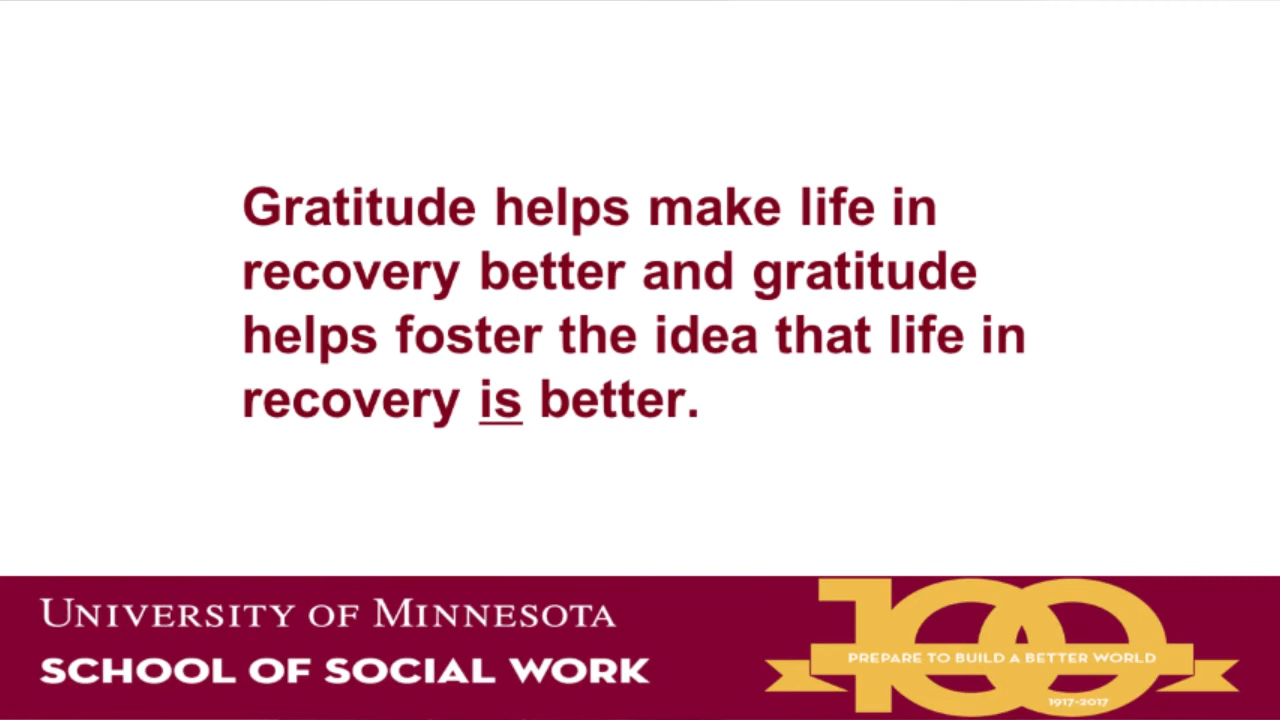 Gratitude helps make life in
recovery better and gratitude
helps foster the idea that life in
recovery is better.
UNIVERSITY OF MINNESOTA
SCHOOL OF SOCIAL WORK
100
PREPARE TO BUILD A BETTER WORLD
1917-2017